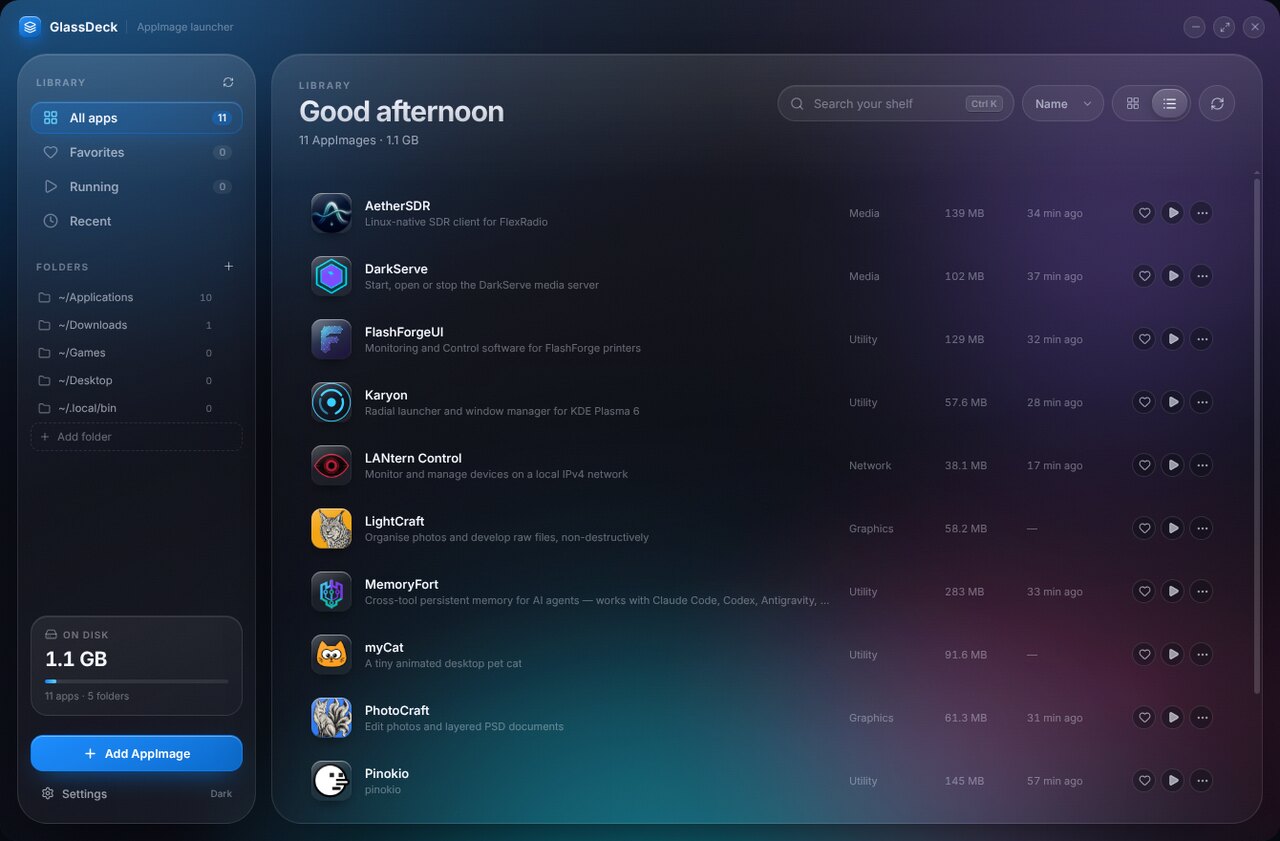 GlassDeck
AppImage launcher
LIBRARY
All apps 11
Favorites 0
Running 0
Recent
FOLDERS
~/Applications 10
~/Downloads 1
~/Games 0
~/Desktop 0
~/.local/bin 0
Add folder
ON DISK
1.1 GB
11 apps · 5 folders
Add AppImage
Settings Dark
LIBRARY
Good afternoon
11 AppImages · 1.1 GB
Search your shelf Ctrl K
Name
AetherSDR
Linux-native SDR client for FlexRadio
Media 139 MB 34 min ago
DarkServe
Start, open or stop the DarkServe media server
Media 102 MB 37 min ago
FlashForgeUI
Monitoring and Control software for FlashForge printers
Utility 129 MB 32 min ago
Karyon
Radial launcher and window manager for KDE Plasma 6
Utility 57.6 MB 28 min ago
LANtern Control
Monitor and manage devices on a local IPv4 network
Network 38.1 MB 17 min ago
LightCraft
Organise photos and develop raw files, non-destructively
Graphics 58.2 MB —
MemoryFort
Cross-tool persistent memory for AI agents — works with Claude Code, Codex, Antigravity, ...
Utility 283 MB 33 min ago
myCat
A tiny animated desktop pet cat
Utility 91.6 MB —
PhotoCraft
Edit photos and layered PSD documents
Graphics 61.3 MB 31 min ago
Pinokio
pinokio
Utility 145 MB 57 min ago